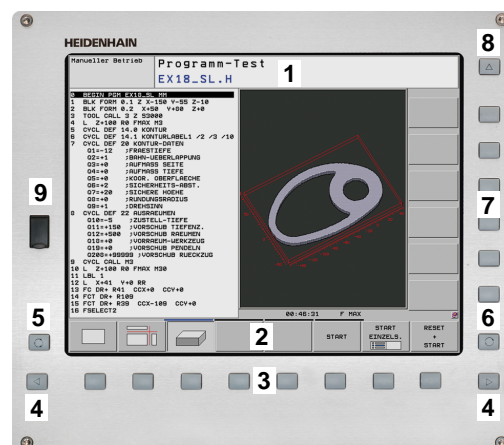 HEIDENHAIN
Manueller Betrieb
Programm-Test
EX18_SL.H
1
0 BEGIN PGM EX18_SL MM
1 BLK FORM 0.1 Z X-150 Y-55 Z-10
2 BLK FORM 0.2 X+50 Y+80 Z+0
3 TOOL CALL 3 Z S3000
4 L Z+100 R0 FMAX M3
5 CYCL DEF 14.0 KONTUR
6 CYCL DEF 14.1 KONTURLABEL1 /2 /3 /10
7 CYCL DEF 20 KONTUR-DATEN
Q1=-12 ;FRAESTIEFE
Q2=+1 ;BAHN-UEBERLAPPUNG
Q3=+0 ;AUFMASS SEITE
Q4=+0 ;AUFMASS TIEFE
Q5=+0 ;KOOR. OBERFLAECHE
Q6=+2 ;SICHERHEITS-ABST.
Q7=+20 ;SICHERE HOEHE
Q8=+0 ;RUNDUNGSRADIUS
Q9=+1 ;DREHSINN
8 CYCL DEF 22 AUSRAEUMEN
Q10=-5 ;ZUSTELL-TIEFE
Q11=+150 ;VORSCHUB TIEFENZ.
Q12=+500 ;VORSCHUB RAEUMEN
Q18=+0 ;VORRAEUM-WERKZEUG
Q19=+0 ;VORSCHUB PENDELN
Q208=+99999 ;VORSCHUB RUECKZUG
9 CYCL CALL M3
10 L Z+100 R0 FMAX M30
11 LBL 1
12 L X+41 Y+0 RR
13 FC DR+ R41 CCX+0 CCY+0
14 FCT DR+ R109
15 FCT DR+ R39 CCX-109 CCY+0
16 FSELECT2
00:46:31 F MAX
2
START
START EINZELS.
RESET + START
3
4
4
5
6
7
8
9